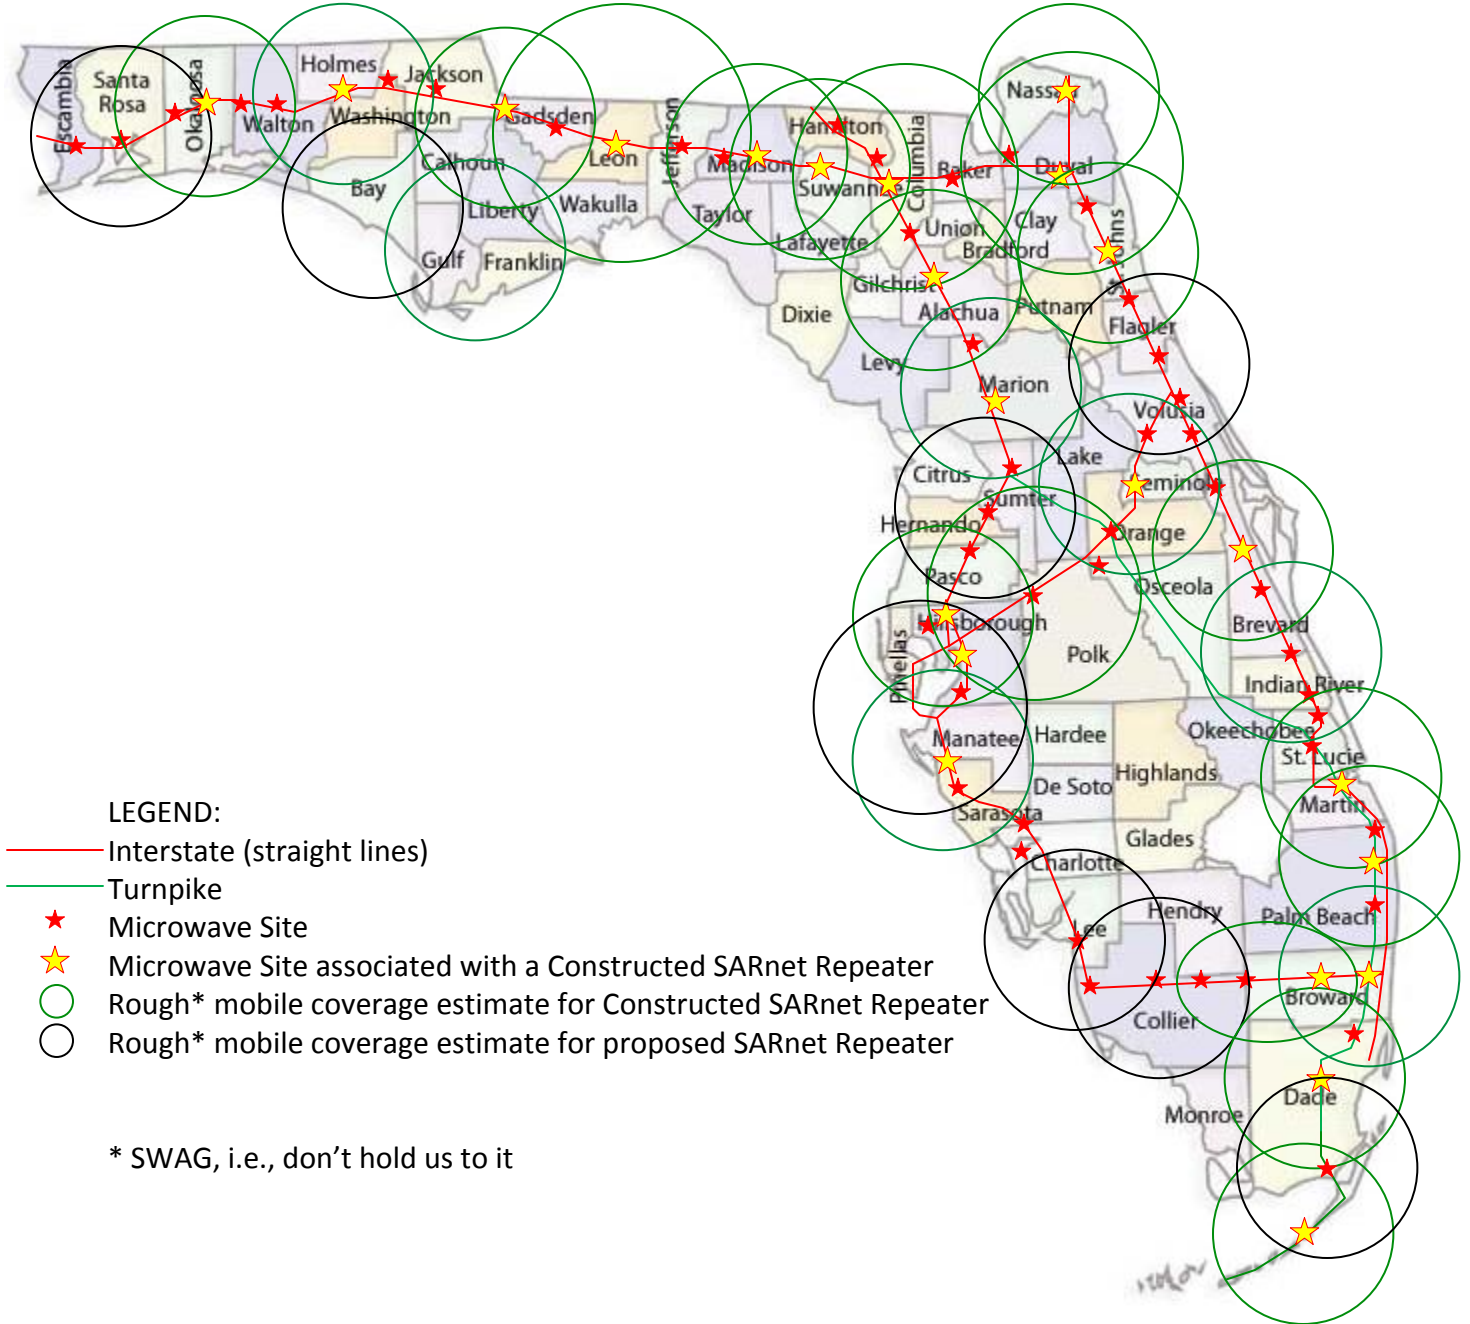 Escambia
Santa
Rosa
Okaloosa
Walton
Holmes
Washington
Jackson
Bay
Calhoun
Gulf
Liberty
Franklin
Gadsden
Leon
Wakulla
Jefferson
Madison
Taylor
Hamilton
Suwannee
Lafayette
Dixie
Columbia
Baker
Union
Bradford
Gilchrist
Alachua
Levy
Nassau
Duval
Clay
St. Johns
Putnam
Flagler
Marion
Volusia
Citrus
Lake
Sumter
Seminole
Hernando
Orange
Pasco
Osceola
Hillsborough
Pinellas
Polk
Brevard
Indian River
Manatee
Hardee
Okeechobee
St. Lucie
Highlands
De Soto
Sarasota
Martin
Glades
Charlotte
Lee
Hendry
Palm Beach
Broward
Collier
Dade
Monroe
LEGEND:
Interstate (straight lines)
Turnpike
Microwave Site
Microwave Site associated with a Constructed SARnet Repeater
Rough* mobile coverage estimate for Constructed SARnet Repeater
Rough* mobile coverage estimate for proposed SARnet Repeater
* SWAG, i.e., don’t hold us to it